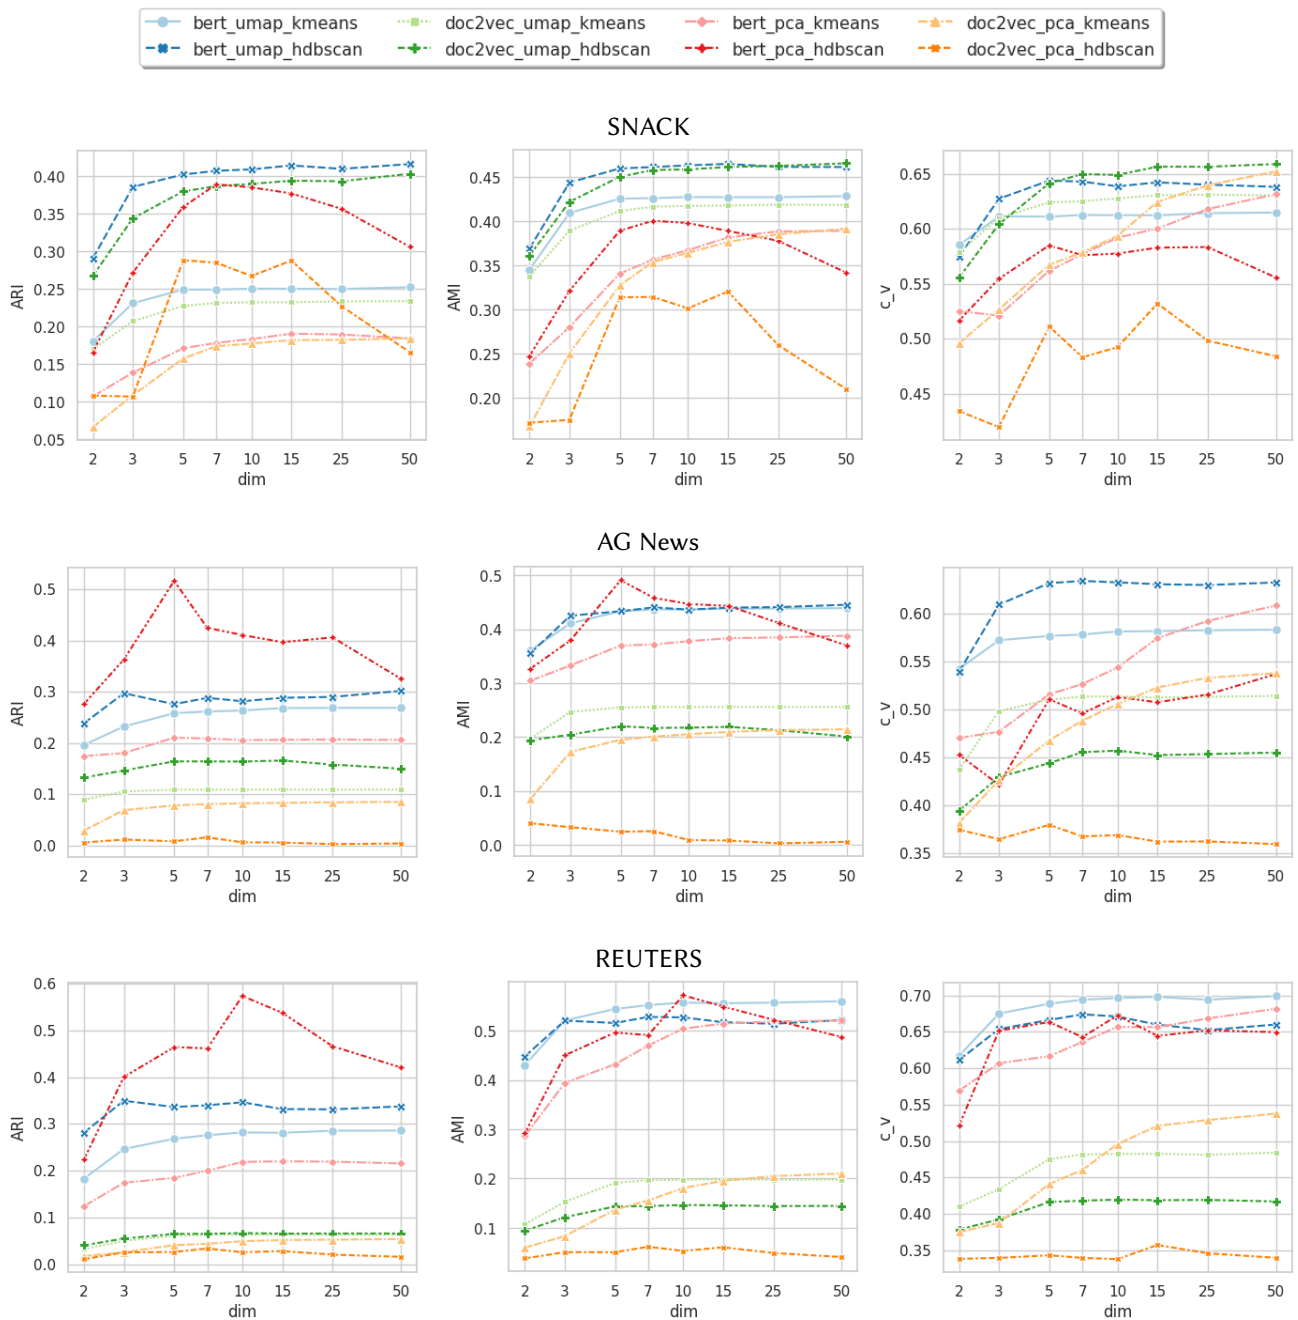 bert_umap_kmeans doc2vec_umap_kmeans bert_pca_kmeans doc2vec_pca_kmeans
bert_umap_hdbscan doc2vec_umap_hdbscan bert_pca_hdbscan doc2vec_pca_hdbscan
SNACK
ARI
0.40
0.35
0.30
0.25
0.20
0.15
0.10
0.05
2 3 5 7 10 15 25 50
dim
AMI
0.45
0.40
0.35
0.30
0.25
0.20
2 3 5 7 10 15 25 50
dim
c_v
0.65
0.60
0.55
0.50
0.45
2 3 5 7 10 15 25 50
dim
AG News
ARI
0.5
0.4
0.3
0.2
0.1
0.0
2 3 5 7 10 15 25 50
dim
AMI
0.5
0.4
0.3
0.2
0.1
0.0
2 3 5 7 10 15 25 50
dim
c_v
0.60
0.55
0.50
0.45
0.40
0.35
2 3 5 7 10 15 25 50
dim
REUTERS
ARI
0.6
0.5
0.4
0.3
0.2
0.1
0.0
2 3 5 7 10 15 25 50
dim
AMI
0.5
0.4
0.3
0.2
0.1
2 3 5 7 10 15 25 50
dim
c_v
0.70
0.65
0.60
0.55
0.50
0.45
0.40
0.35
2 3 5 7 10 15 25 50
dim